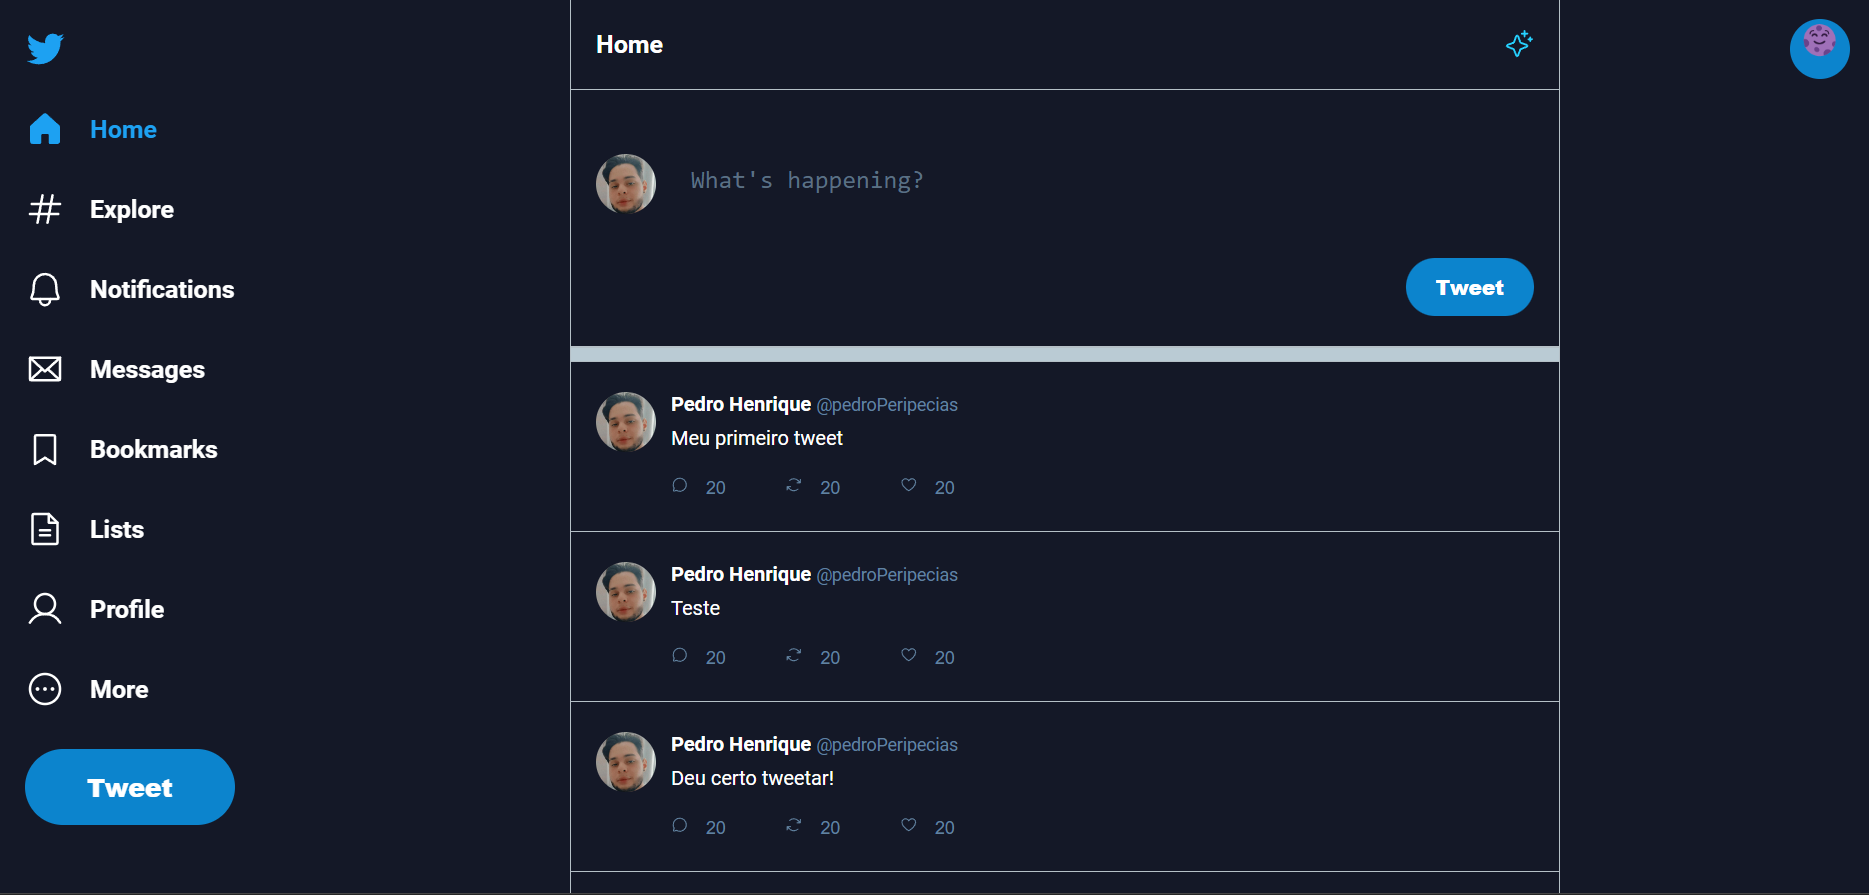 Home
Explore
Notifications
Messages
Bookmarks
Lists
Profile
More
Tweet
Home
What's happening?
Tweet
Pedro Henrique @pedroPeripecias
Meu primeiro tweet
20 20 20
Pedro Henrique @pedroPeripecias
Teste
20 20 20
Pedro Henrique @pedroPeripecias
Deu certo tweetar!
20 20 20